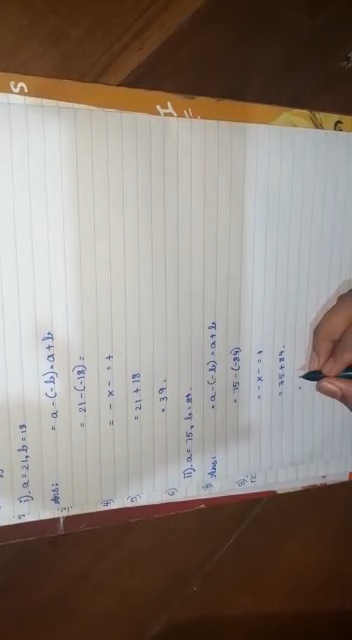 i). a = 21, b = 18
Ans: = a - (-b) = a + b
= 21 - (-18) =
= - x - = +
= 21 + 18
= 39.
ii). a = 75, b = 84.
Ans: = a - (-b) = a + b
= 75 - (-84)
= - x - = +
= 75 + 84.
=